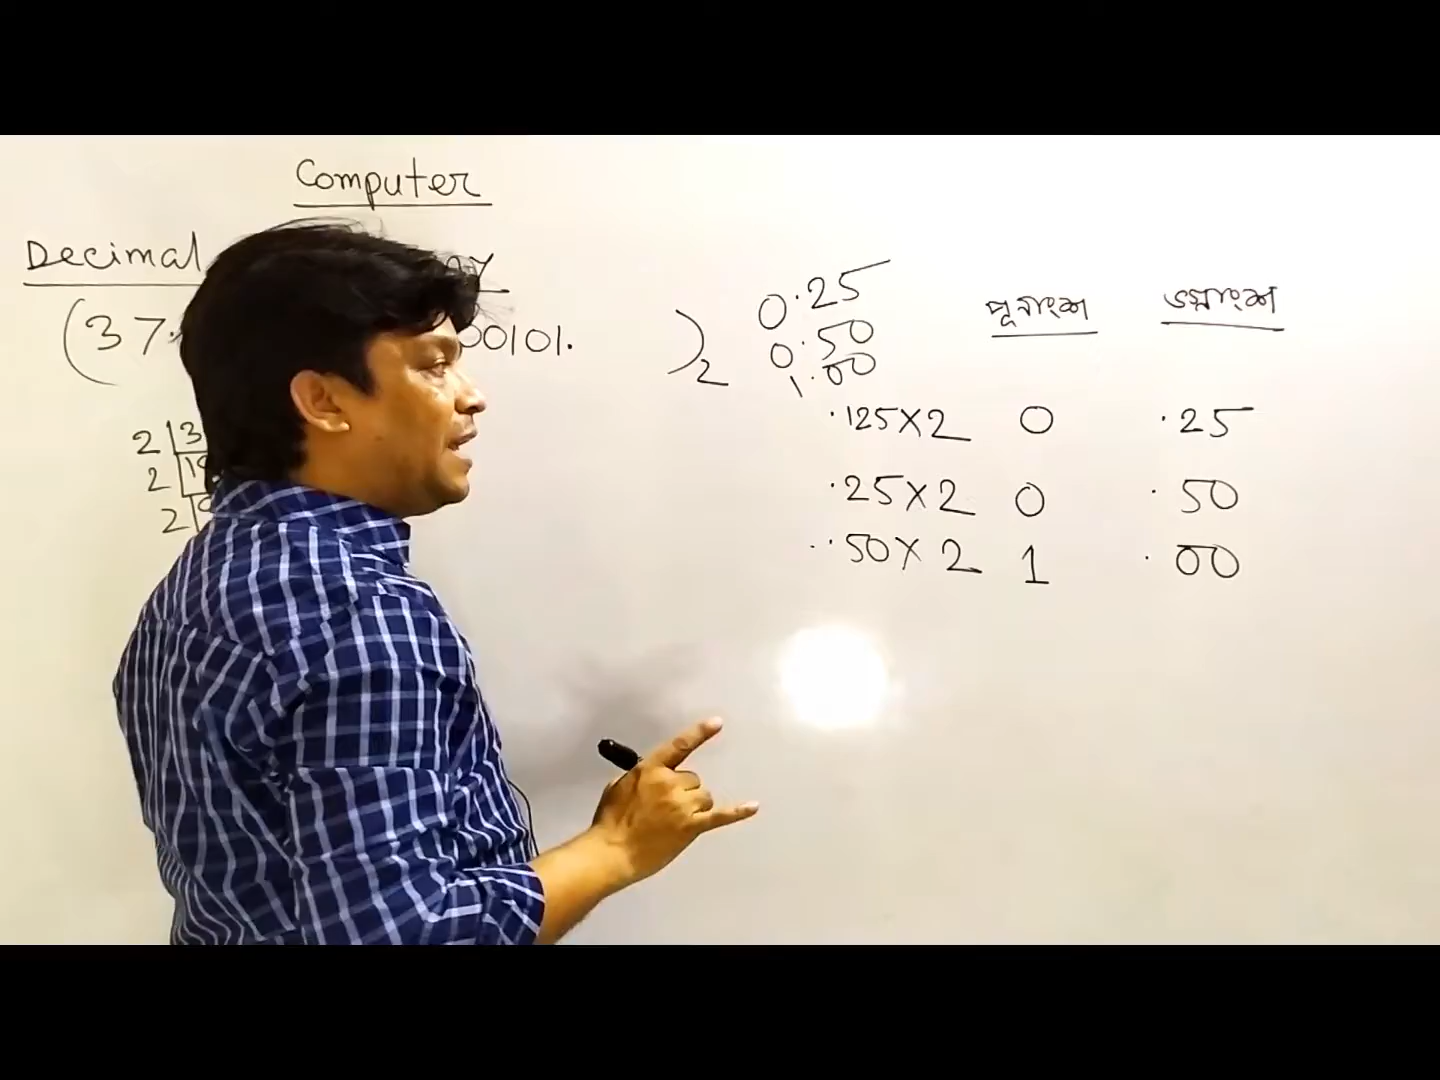 Computer
Decimal
(37.
00101. )2
2 3
2 1
2
0.25
0.50
1.00
পূর্নাংশ ভগ্নাংশ
.125X2 0 .25
.25X2 0 .50
.50X2 1 .00